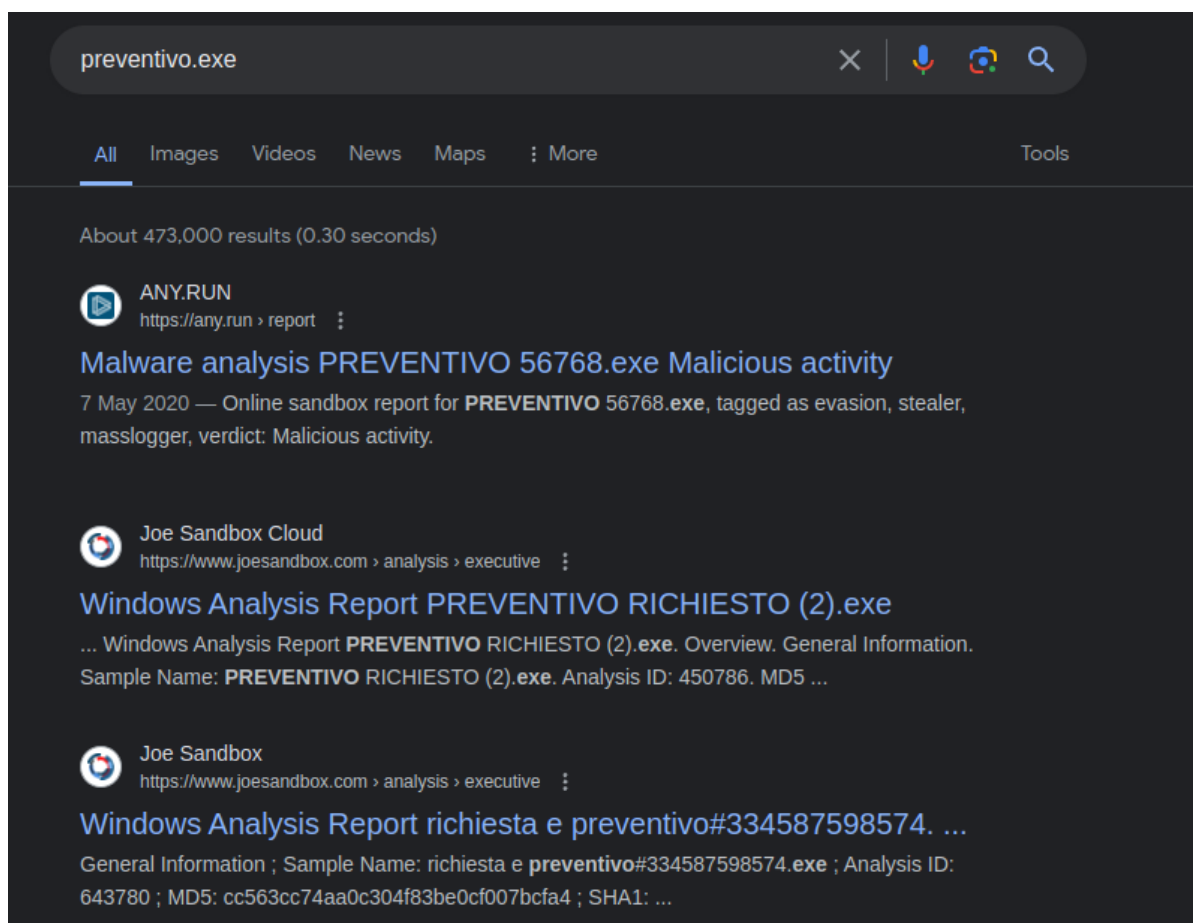 preventivo.exe
All Images Videos News Maps More Tools
About 473,000 results (0.30 seconds)
ANY.RUN
https://any.run › report
Malware analysis PREVENTIVO 56768.exe Malicious activity
7 May 2020 — Online sandbox report for PREVENTIVO 56768.exe, tagged as evasion, stealer,
masslogger, verdict: Malicious activity.
Joe Sandbox Cloud
https://www.joesandbox.com › analysis › executive
Windows Analysis Report PREVENTIVO RICHIESTO (2).exe
... Windows Analysis Report PREVENTIVO RICHIESTO (2).exe. Overview. General Information.
Sample Name: PREVENTIVO RICHIESTO (2).exe. Analysis ID: 450786. MD5 ...
Joe Sandbox
https://www.joesandbox.com › analysis › executive
Windows Analysis Report richiesta e preventivo#334587598574. ...
General Information ; Sample Name: richiesta e preventivo#334587598574.exe ; Analysis ID:
643780 ; MD5: cc563cc74aa0c304f83be0cf007bcfa4 ; SHA1: ...